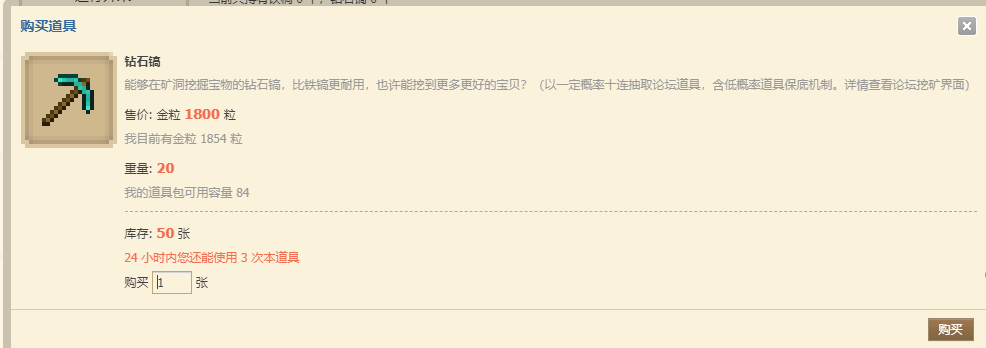 购买道具
钻石镐
能够在矿洞挖掘宝物的钻石镐，比铁镐更耐用，也许能挖到更多更好的宝贝？（以一定概率十连抽取论坛道具，含低概率道具保底机制。详情查看论坛挖矿界面）
售价: 金粒 1800 粒
我目前有金粒 1854 粒
重量: 20
我的道具包可用容量 84
库存: 50 张
24 小时内您还能使用 3 次本道具
购买 1 张
购买